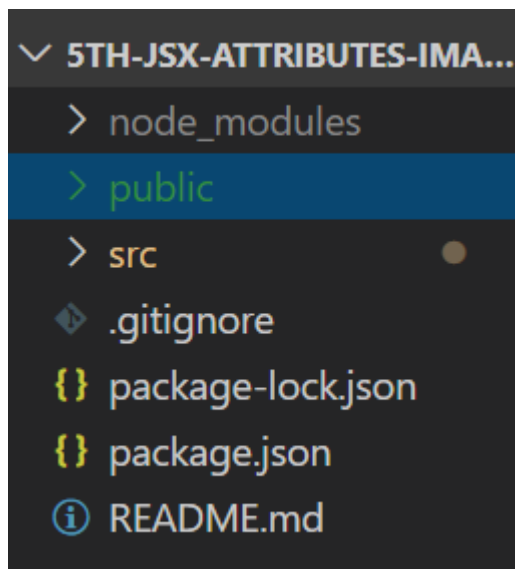 5TH-JSX-ATTRIBUTES-IMA...
node_modules
public
src
.gitignore
package-lock.json
package.json
README.md